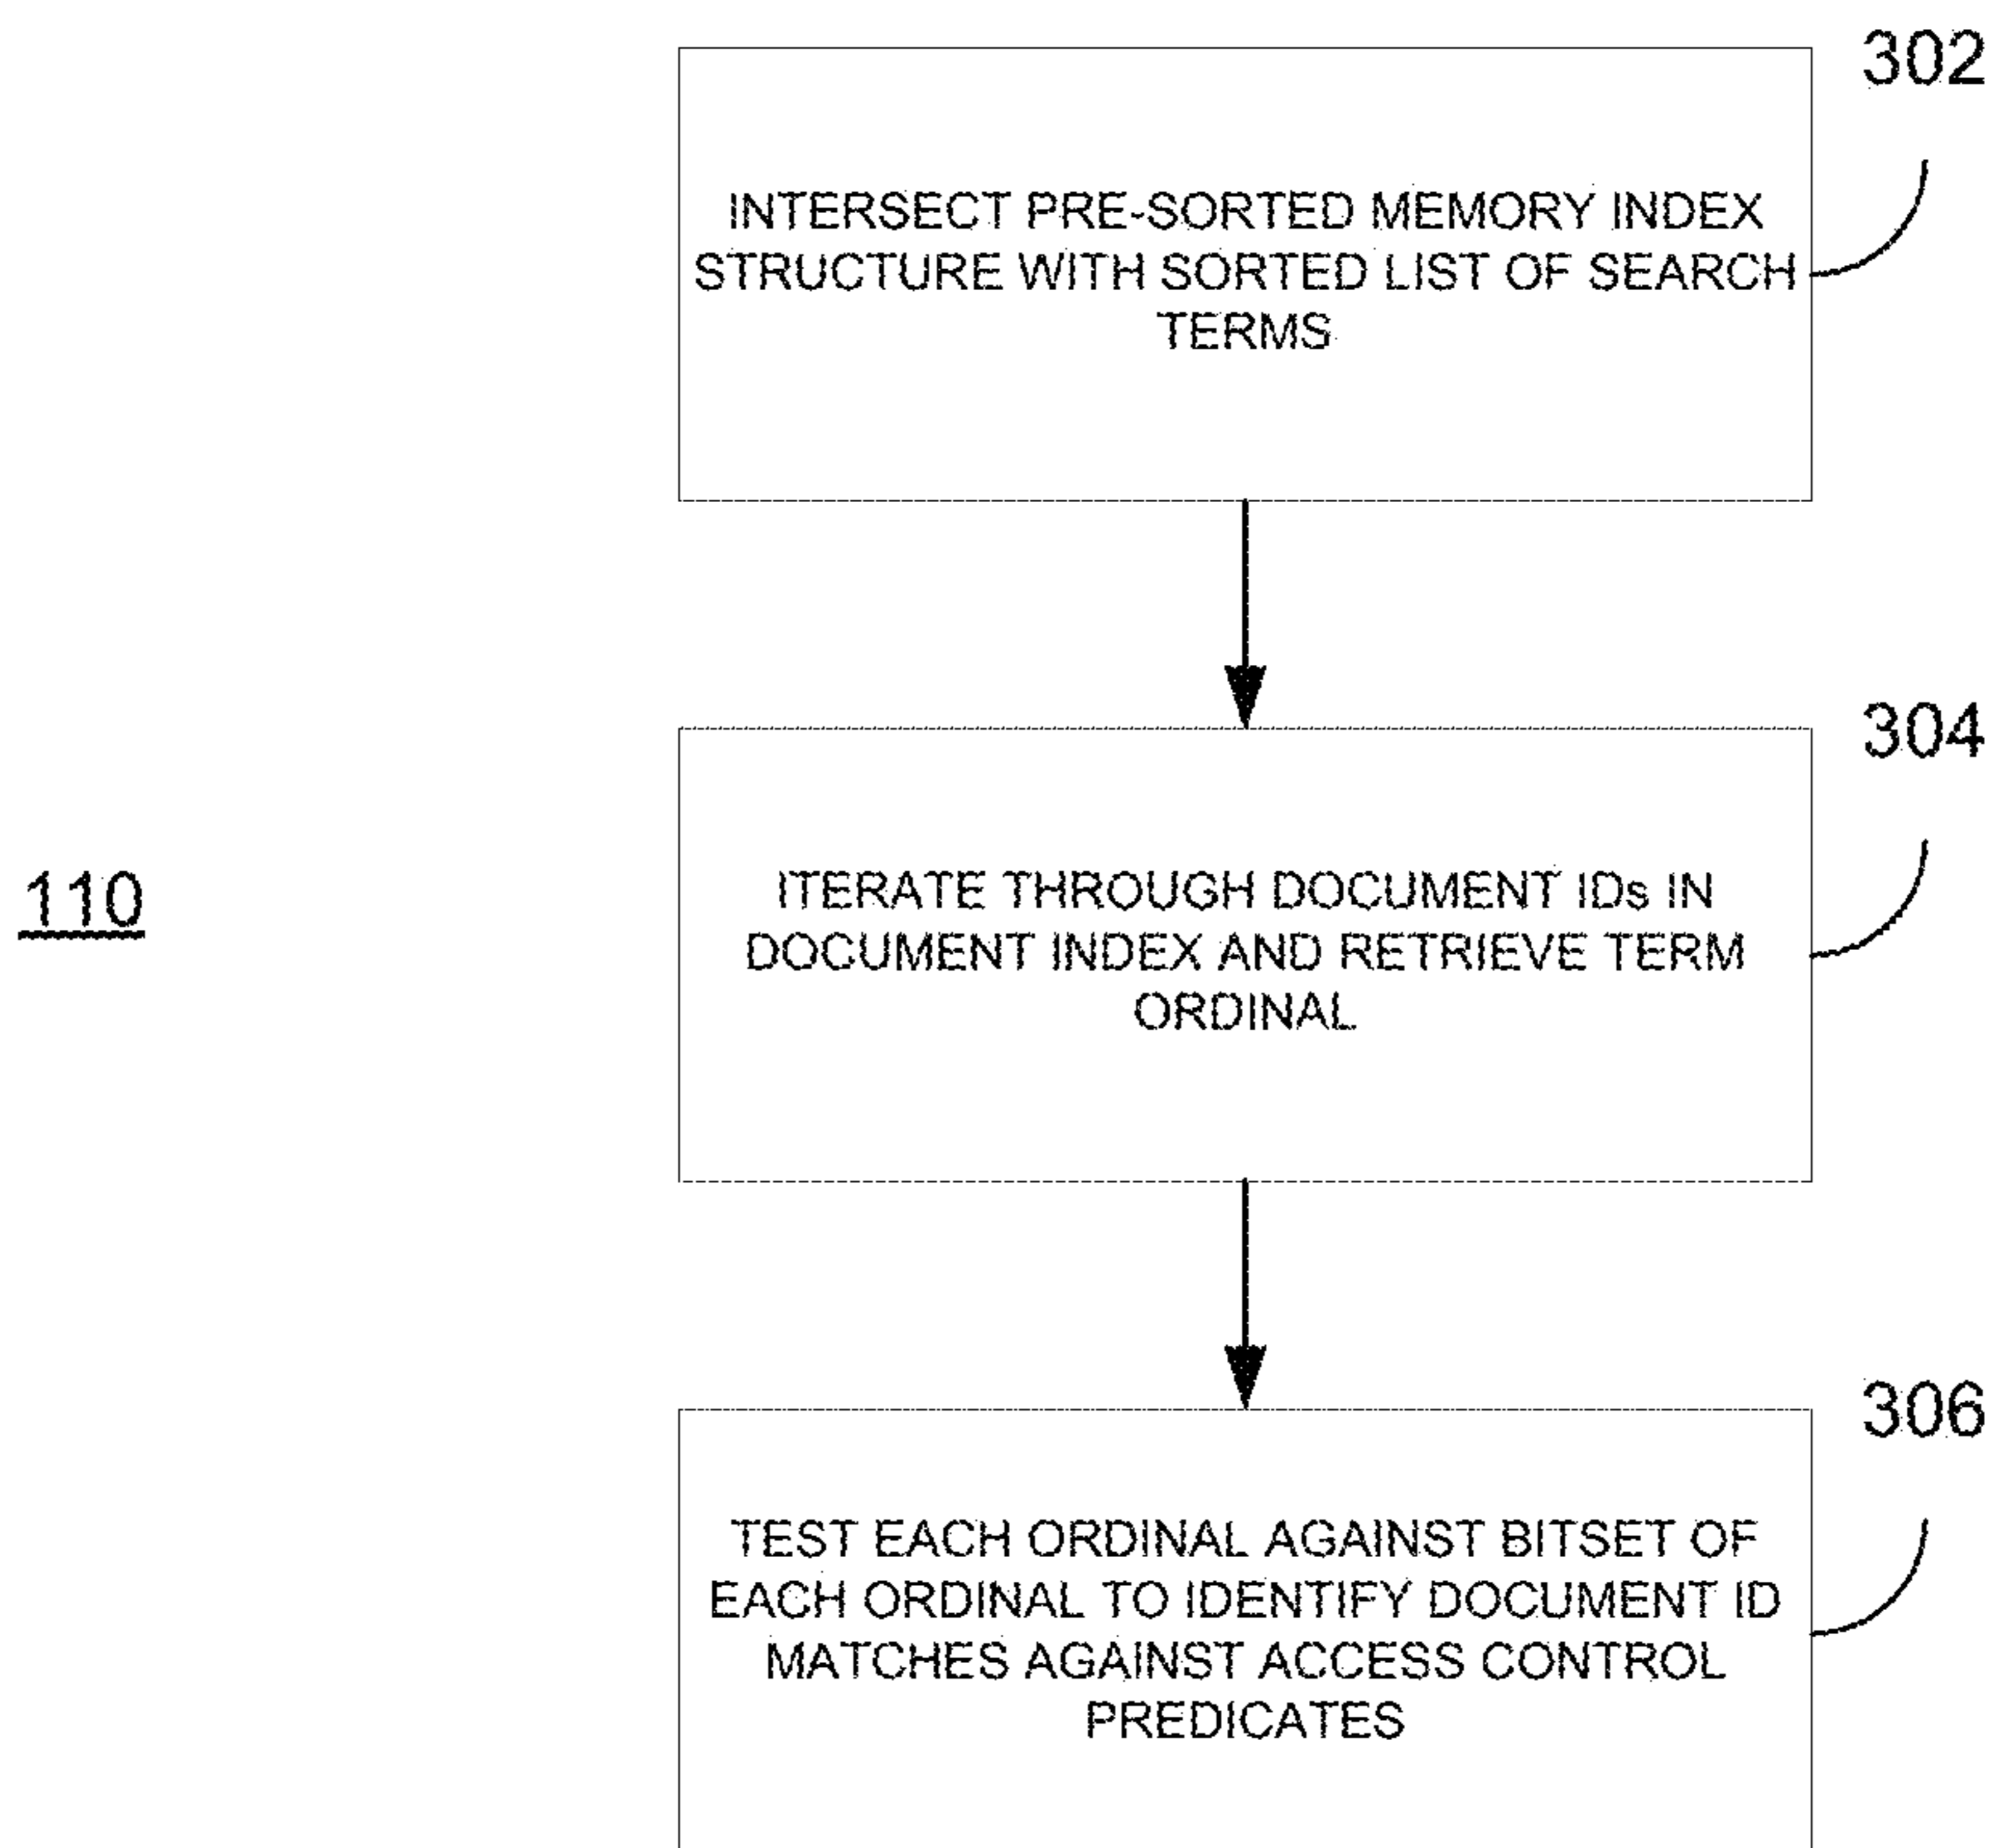 302
INTERSECT PRE-SORTED MEMORY INDEX
STRUCTURE WITH SORTED LIST OF SEARCH
TERMS
304
110
ITERATE THROUGH DOCUMENT IDs IN
DOCUMENT INDEX AND RETRIEVE TERM
ORDINAL
306
TEST EACH ORDINAL AGAINST BITSET OF
EACH ORDINAL TO IDENTIFY DOCUMENT ID
MATCHES AGAINST ACCESS CONTROL
PREDICATES